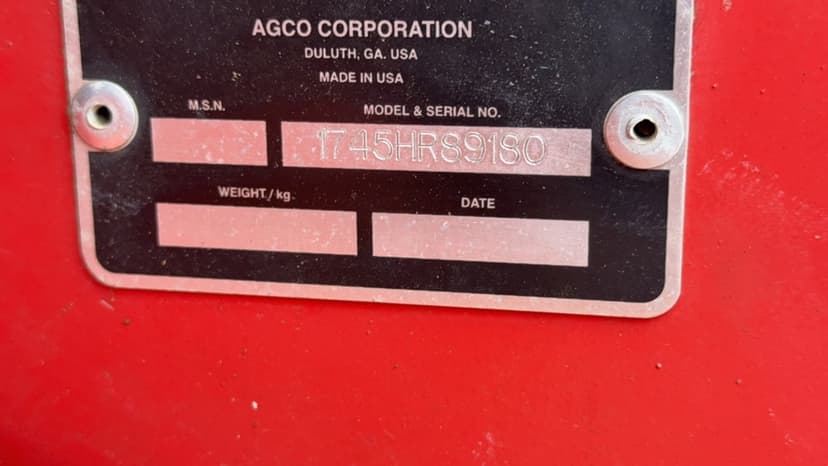 AGCO CORPORATION
DULUTH, GA. USA
MADE IN USA
M.S.N.
MODEL & SERIAL NO.
1745HRS9180
WEIGHT / kg
DATE